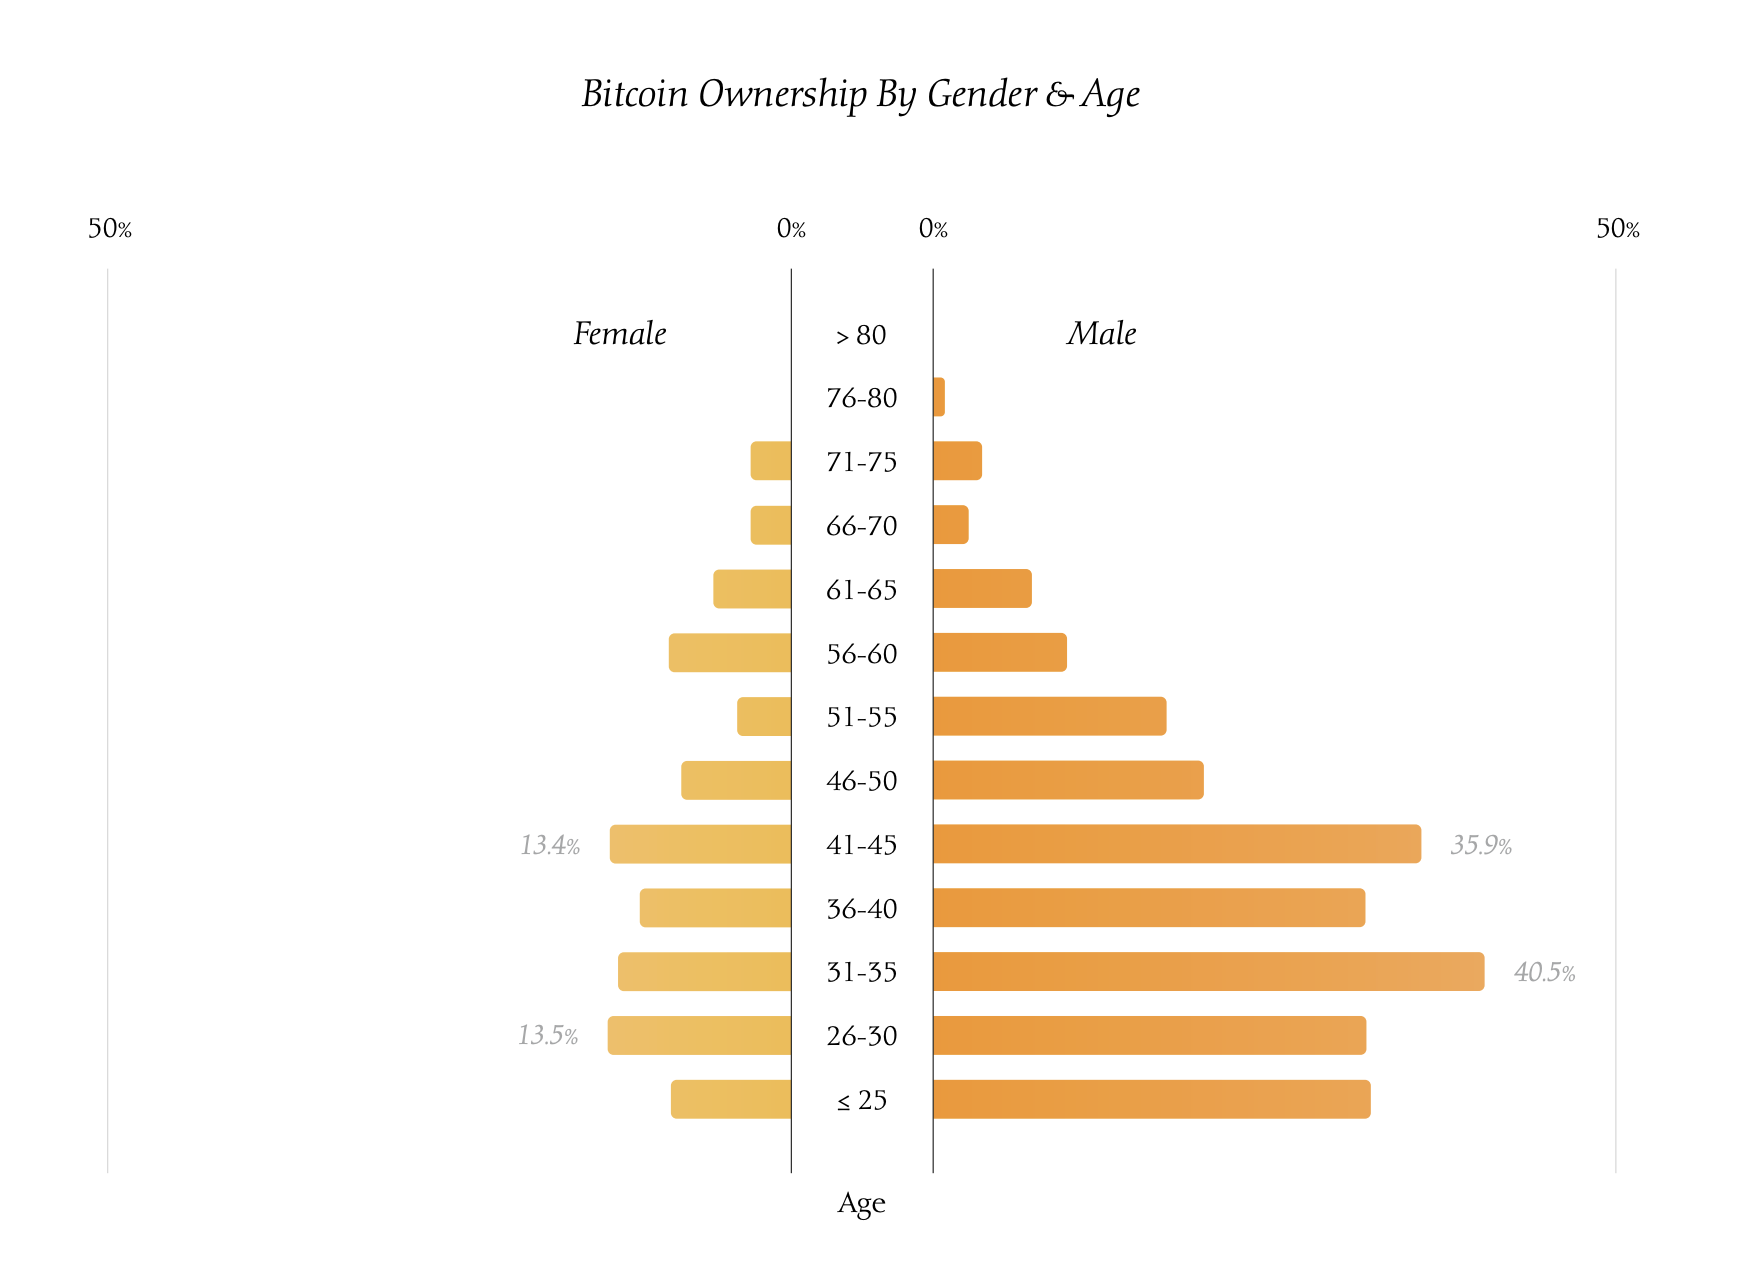 Bitcoin Ownership By Gender & Age
50% 0% 0% 50%
Female > 80 Male
76-80
71-75
66-70
61-65
56-60
51-55
46-50
13.4% 41-45 35.9%
36-40
31-35 40.5%
13.5% 26-30
≤ 25
Age